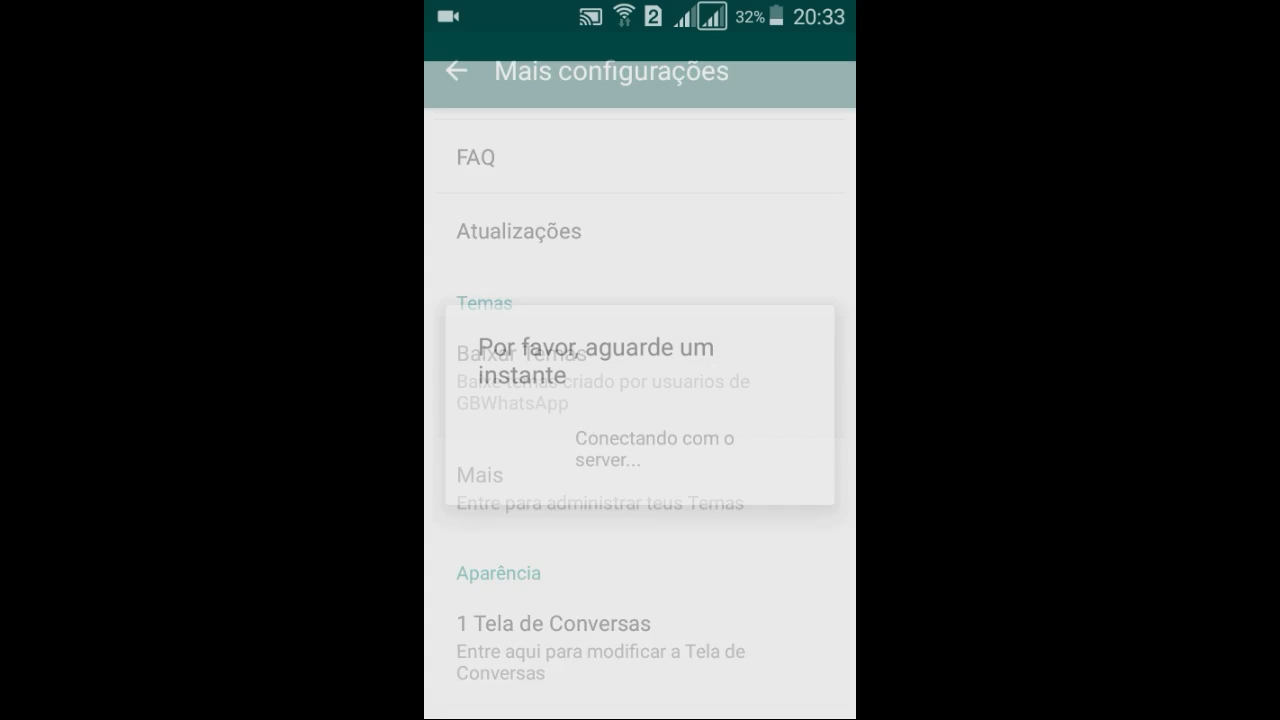 2 32% 20:33
Mais configurações
FAQ
Atualizações
Temas
Por favor, aguarde um
instante
Baixar Temas
Baixe temas criado por usuarios de
GBWhatsApp
Conectando com o
server...
Mais
Entre para administrar teus Temas
Aparência
1 Tela de Conversas
Entre aqui para modificar a Tela de
Conversas